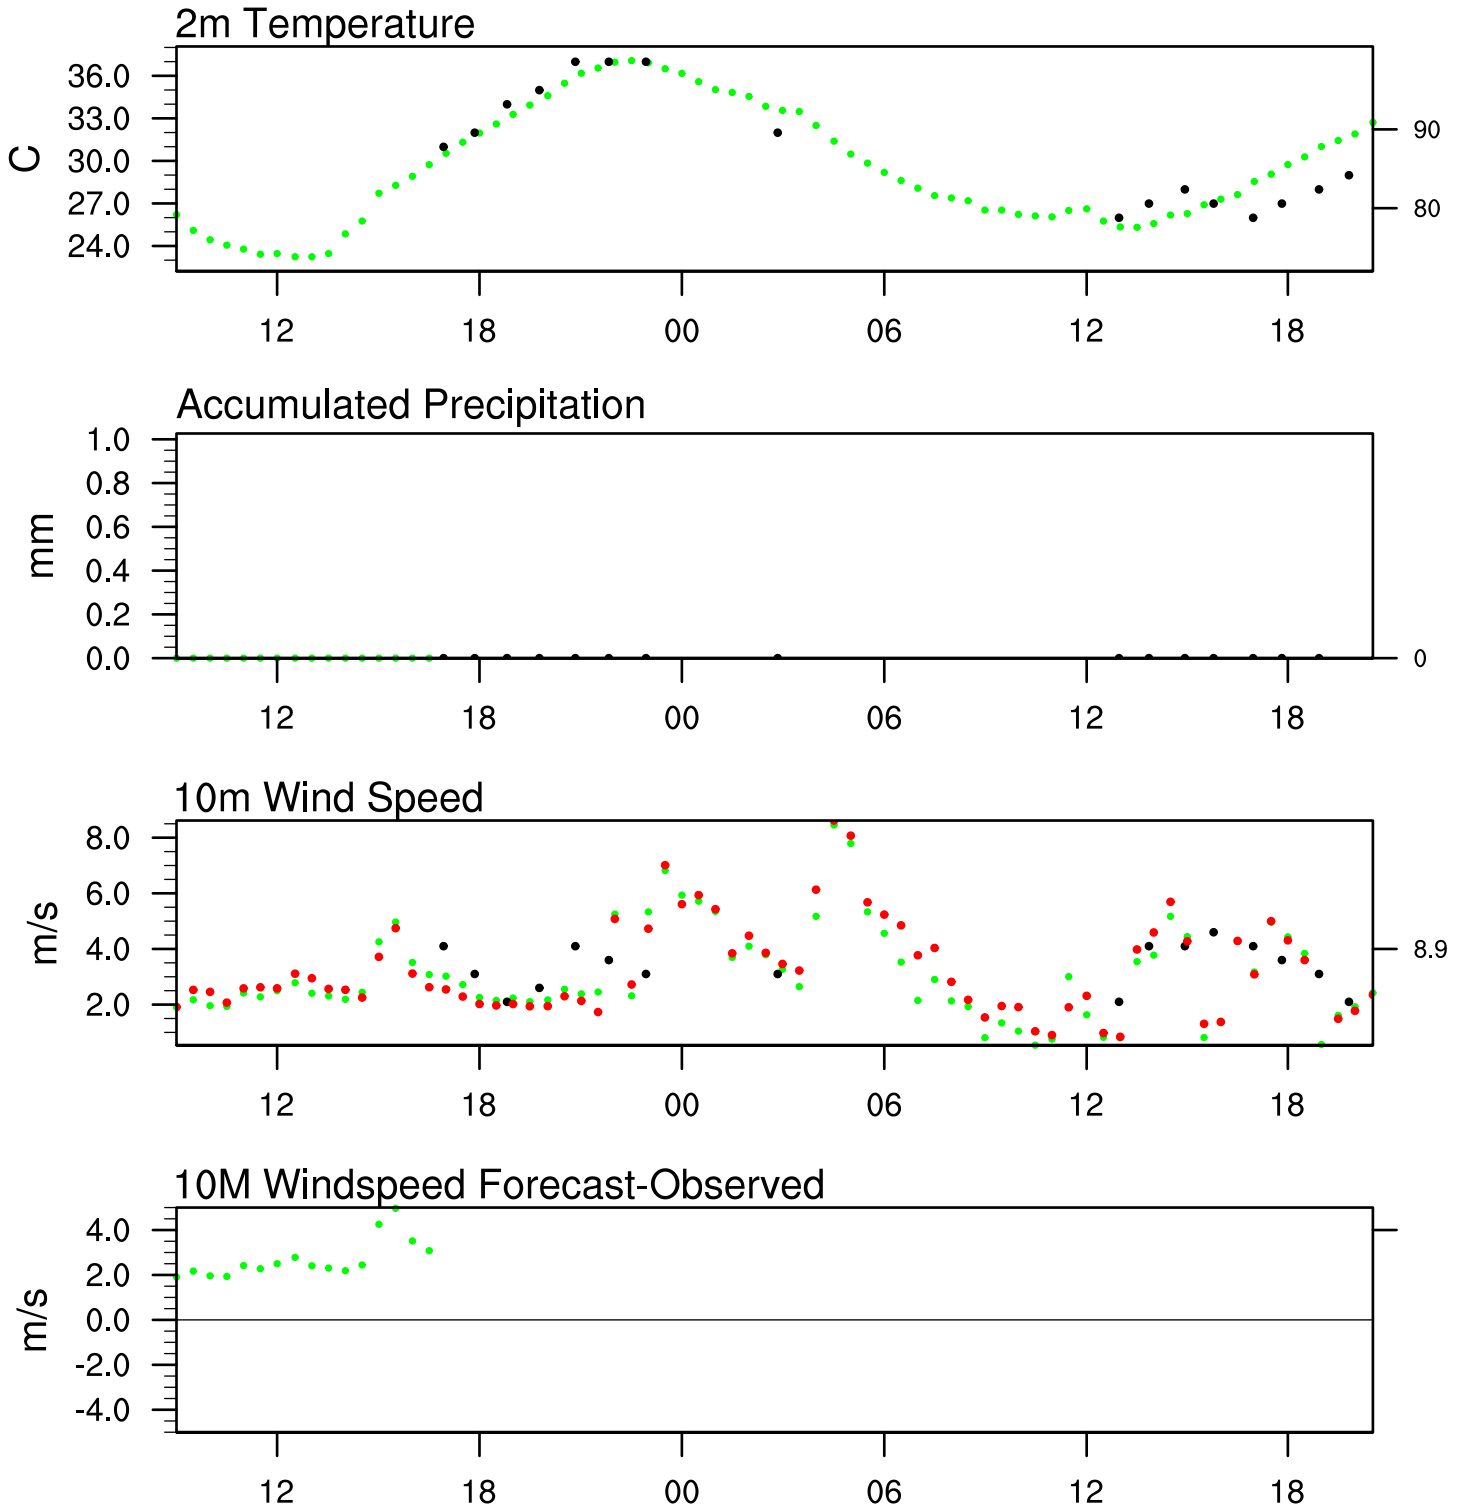 2m Temperature
36.0
33.0
30.0
27.0
24.0
C
90
80
12 18 00 06 12 18
Accumulated Precipitation
1.0
0.8
0.6
0.4
0.2
0.0
mm
0
12 18 00 06 12 18
10m Wind Speed
8.0
6.0
4.0
2.0
m/s
8.9
12 18 00 06 12 18
10M Windspeed Forecast-Observed
4.0
2.0
0.0
-2.0
-4.0
m/s
12 18 00 06 12 18